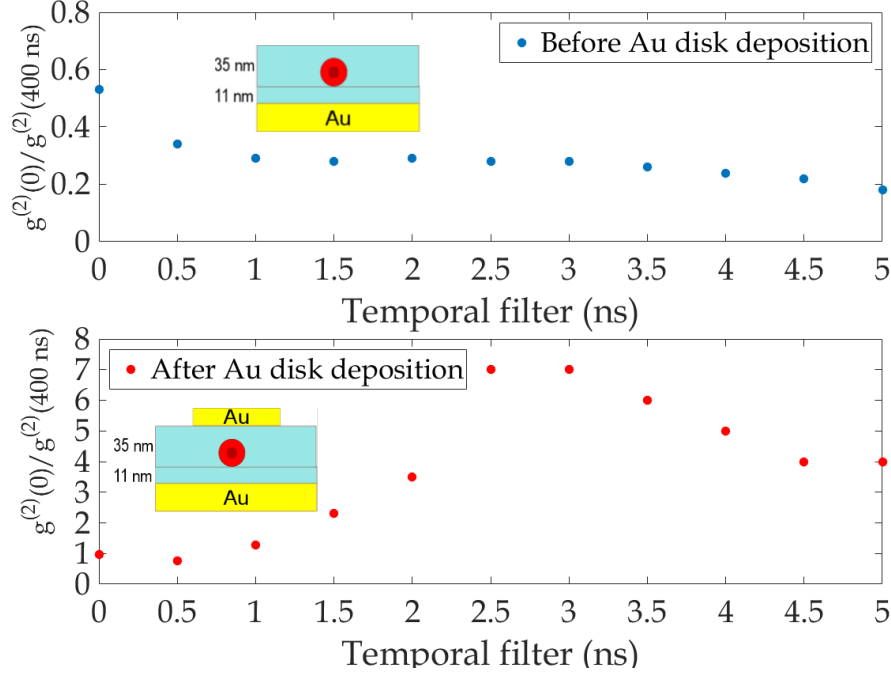 g⁽²⁾(0)/ g⁽²⁾(400 ns)
0.8
0.6
0.4
0.2
0
Before Au disk deposition
35 nm
11 nm
Au
0 0.5 1 1.5 2 2.5 3 3.5 4 4.5 5
Temporal filter (ns)
g⁽²⁾(0)/ g⁽²⁾(400 ns)
8
7
6
5
4
3
2
1
0
After Au disk deposition
Au
35 nm
11 nm
Au
0 0.5 1 1.5 2 2.5 3 3.5 4 4.5 5
Temporal filter (ns)